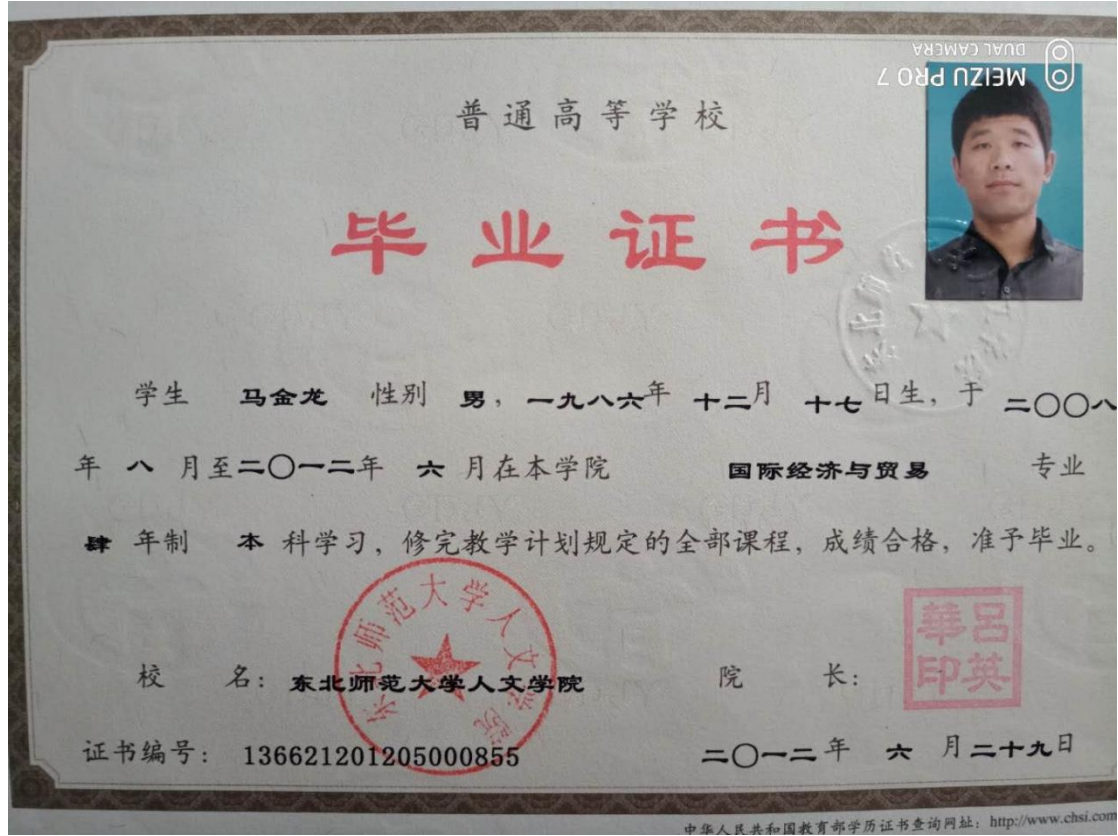 MEIZU PRO 7
DUAL CAMERA
普通高等学校
毕业证书
学生 马金龙 性别 男，一九八六年 十二月 十七日生，于 二〇〇八
年 八 月至二〇一二年 六 月在本学院 国际经济与贸易 专业
肆 年制 本 科学习，修完教学计划规定的全部课程，成绩合格，准予毕业。
东北师范大学人文学院
吕英華印
校 名：东北师范大学人文学院 院 长：
证书编号：136621201205000855 二〇一二年 六 月二十九日
中华人民共和国教育部学历证书查询网址：http://www.chsi.com